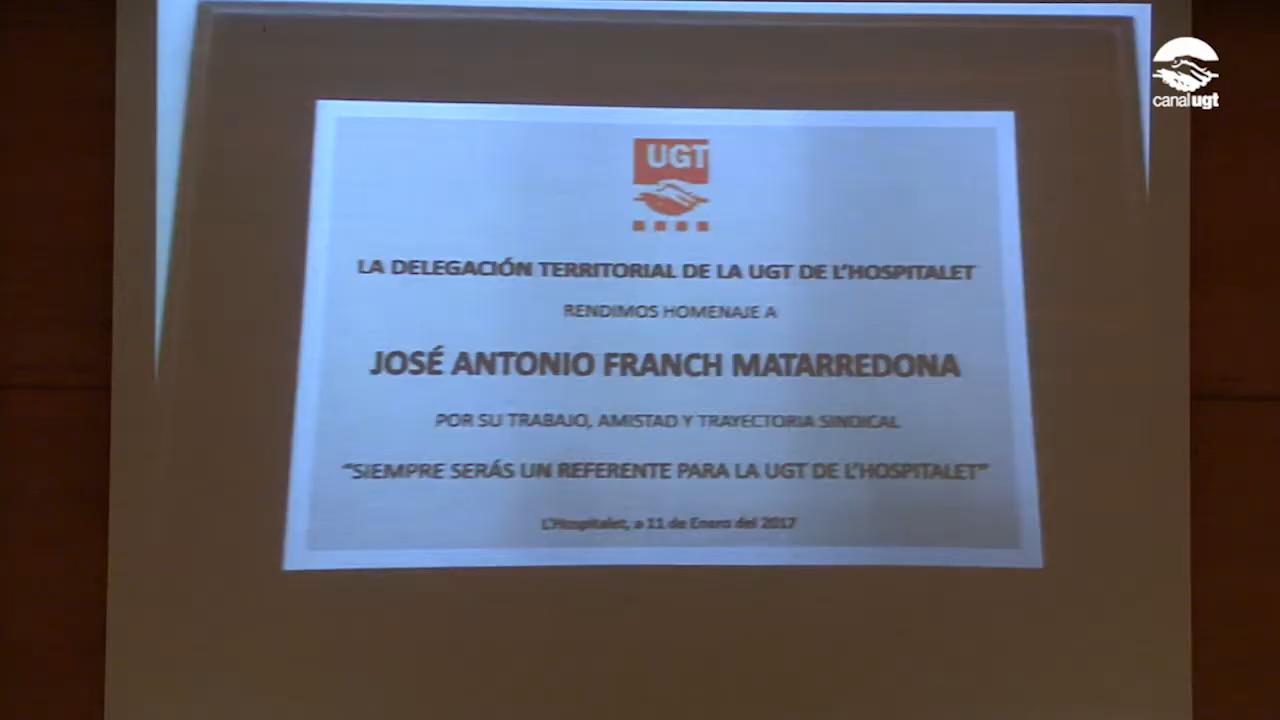 canalugt
UGT
LA DELEGACIÓN TERRITORIAL DE LA UGT DE L'HOSPITALET
RENDIMOS HOMENAJE A
JOSÉ ANTONIO FRANCH MATARREDONA
POR SU TRABAJO, AMISTAD Y TRAYECTORIA SINDICAL
“SIEMPRE SERÁS UN REFERENTE PARA LA UGT DE L'HOSPITALET”
L'Hospitalet, a 11 de Enero del 2017